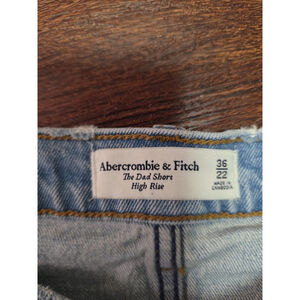 Abercrombie & Fitch
The Dad Short
High Rise
36
22
MADE IN
CAMBODIA